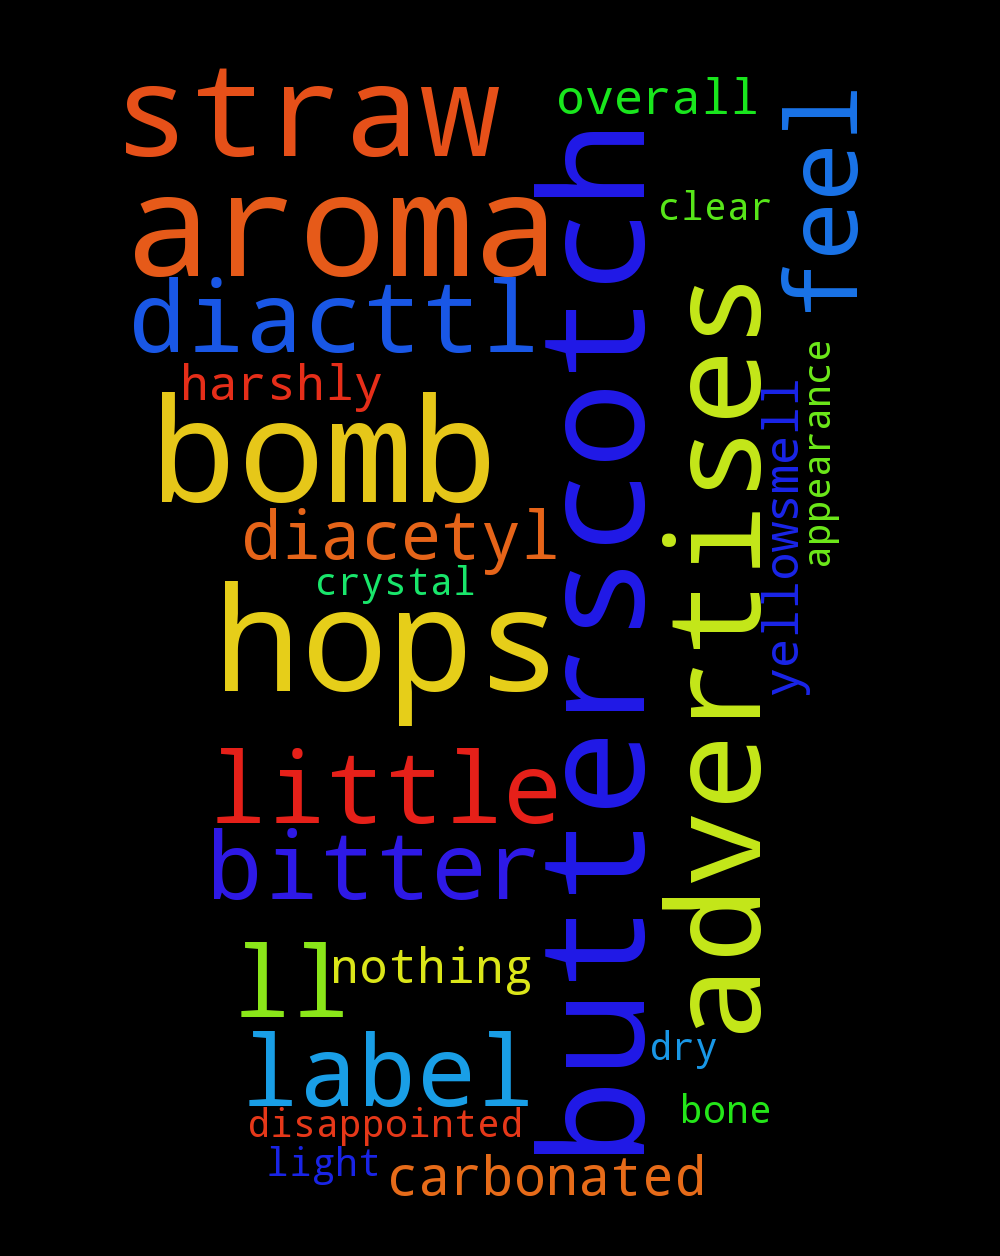 straw
overall
feel
aroma
butterscotch
clear
diacttl
advertises
harshly
appearance
yellowsmell
bomb
diacetyl
crystal
hops
little
bitter
ll
nothing
label
dry
bone
disappointed
light
carbonated